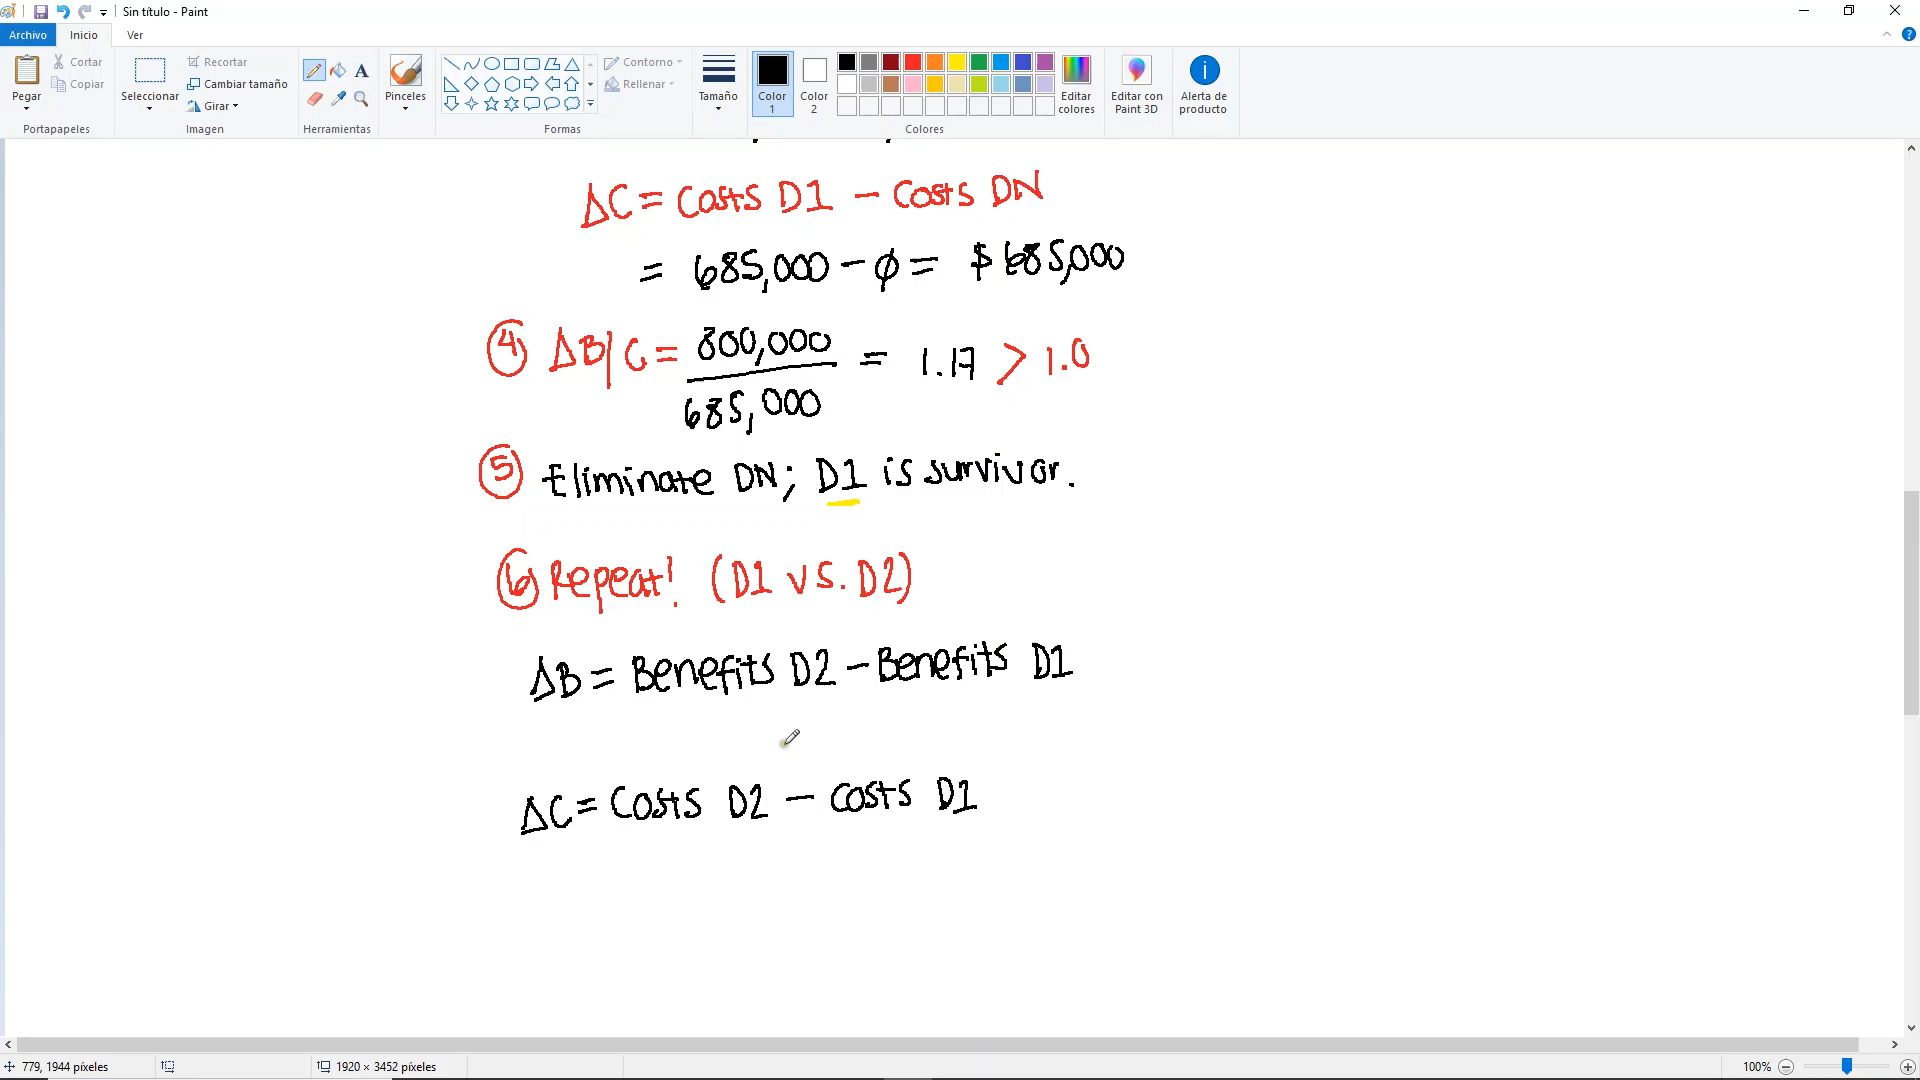 Sin título - Paint
Archivo Inicio Ver
Pegar Cortar Copiar Portapapeles
Seleccionar Recortar Cambiar tamaño Girar Imagen
A Herramientas
Pinceles
Contorno Rellenar Formas
Tamaño
Color 1 Color 2 Editar colores Colores
Editar con Paint 3D
Alerta de producto
ΔC = Costs D1 - Costs DN
= 685,000 - ϕ = $685,000
④ ΔB/C = 800,000 / 685,000 = 1.17 > 1.0
⑤ Eliminate DN; D1 is survivor.
⑥ Repeat! (D1 vs. D2)
ΔB = Benefits D2 - Benefits D1
ΔC = Costs D2 - Costs D1
779, 1944 píxeles 1920 × 3452 píxeles 100%